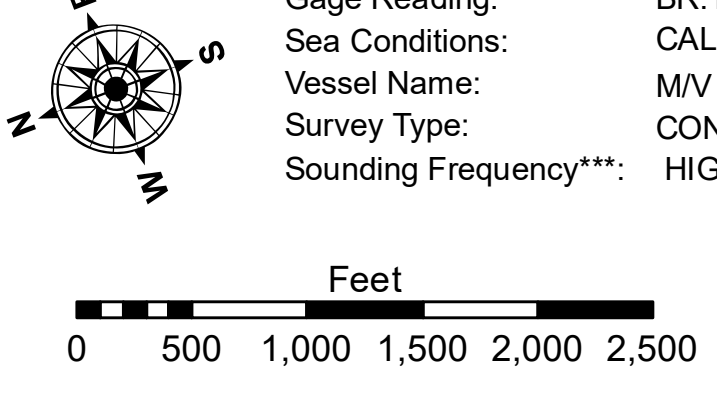 Gage Reading:
Sea Conditions:
Vessel Name: M/V
Survey Type:
Sounding Frequency***:
S
N
W
Feet
0 500 1,000 1,500 2,000 2,500